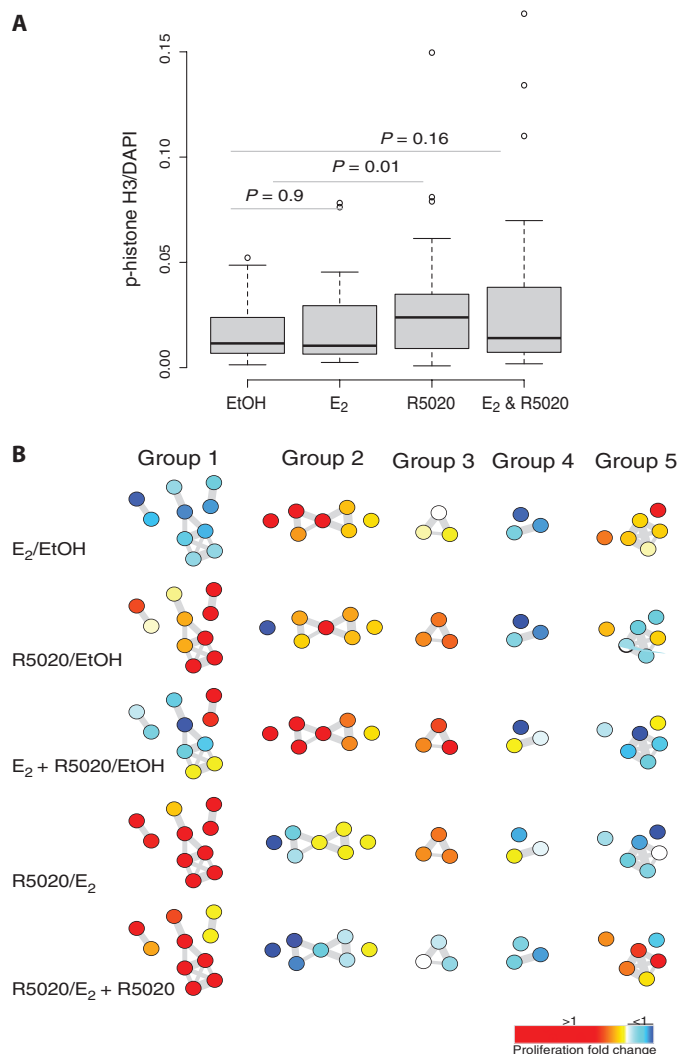 A
p-histone H3/DAPI
0.15
0.10
0.05
0.00
P = 0.16
P = 0.01
P = 0.9
EtOH
E₂
R5020
E₂ & R5020
B
Group 1
Group 2
Group 3
Group 4
Group 5
E₂/EtOH
R5020/EtOH
E₂ + R5020/EtOH
R5020/E₂
R5020/E₂ + R5020
>1
<1
Proliferation fold change